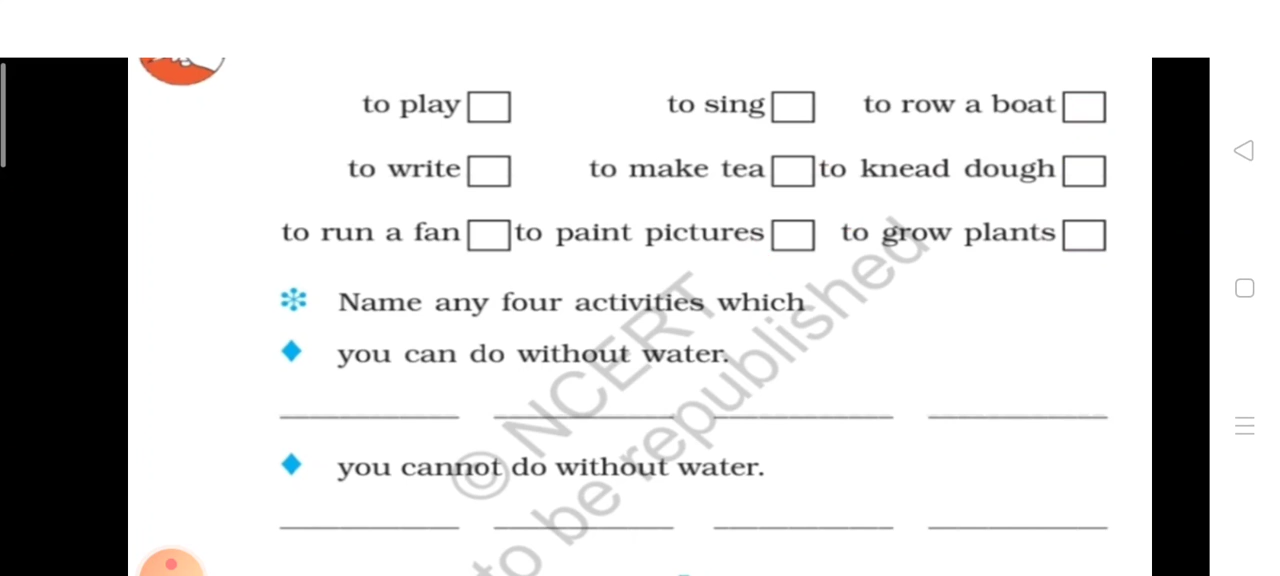 to play to sing to row a boat
to write to make tea to knead dough
to run a fan to paint pictures to grow plants
Name any four activities which
you can do without water.
you cannot do without water.
© NCERT
to be republished